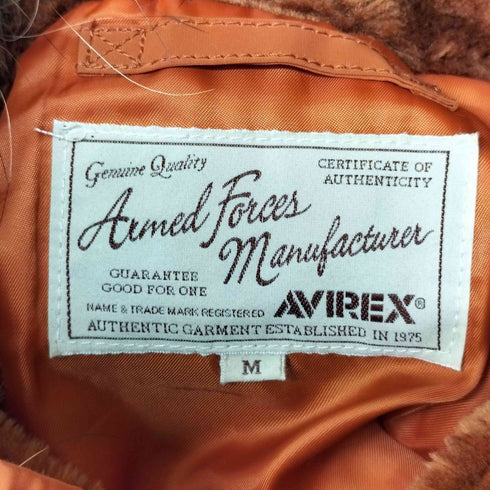 Genuine Quality
CERTIFICATE OF
AUTHENTICITY
Armed Forces
Manufacturer
GUARANTEE
GOOD FOR ONE
NAME & TRADE MARK REGISTERED
AVIREX®
AUTHENTIC GARMENT ESTABLISHED IN 1975
M